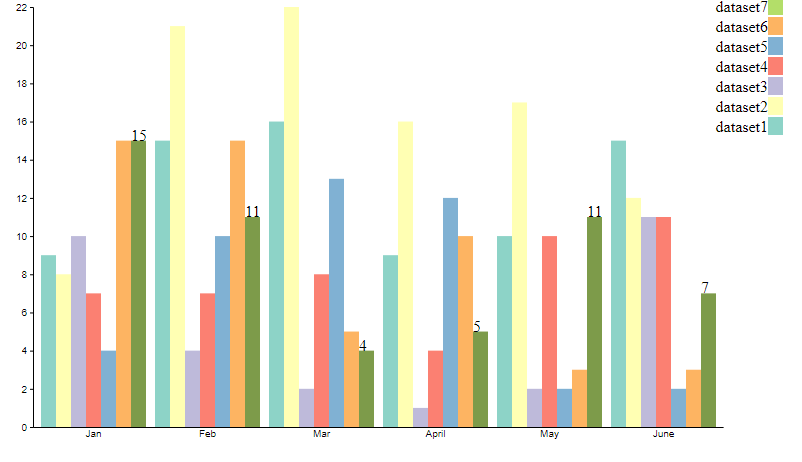 22
20
18
16
14
12
10
8
6
4
2
0
15
11
4
5
11
7
Jan
Feb
Mar
April
May
June
dataset7
dataset6
dataset5
dataset4
dataset3
dataset2
dataset1